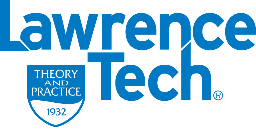 Lawrence
Tech®
THEORY
AND
PRACTICE
1932